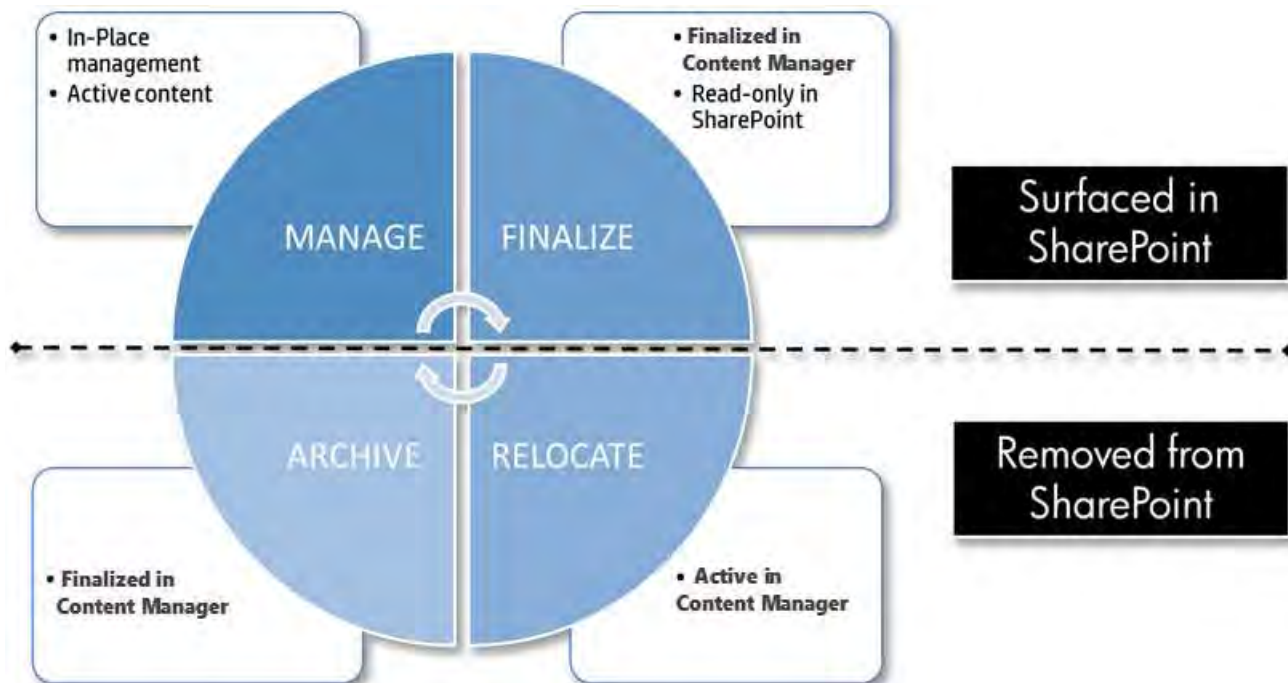 • In-Place
management
• Active content
• Finalized in
Content Manager
• Read-only in
SharePoint
MANAGE
FINALIZE
Surfaced in
SharePoint
ARCHIVE
RELOCATE
Removed from
SharePoint
• Finalized in
Content Manager
• Active in
Content Manager